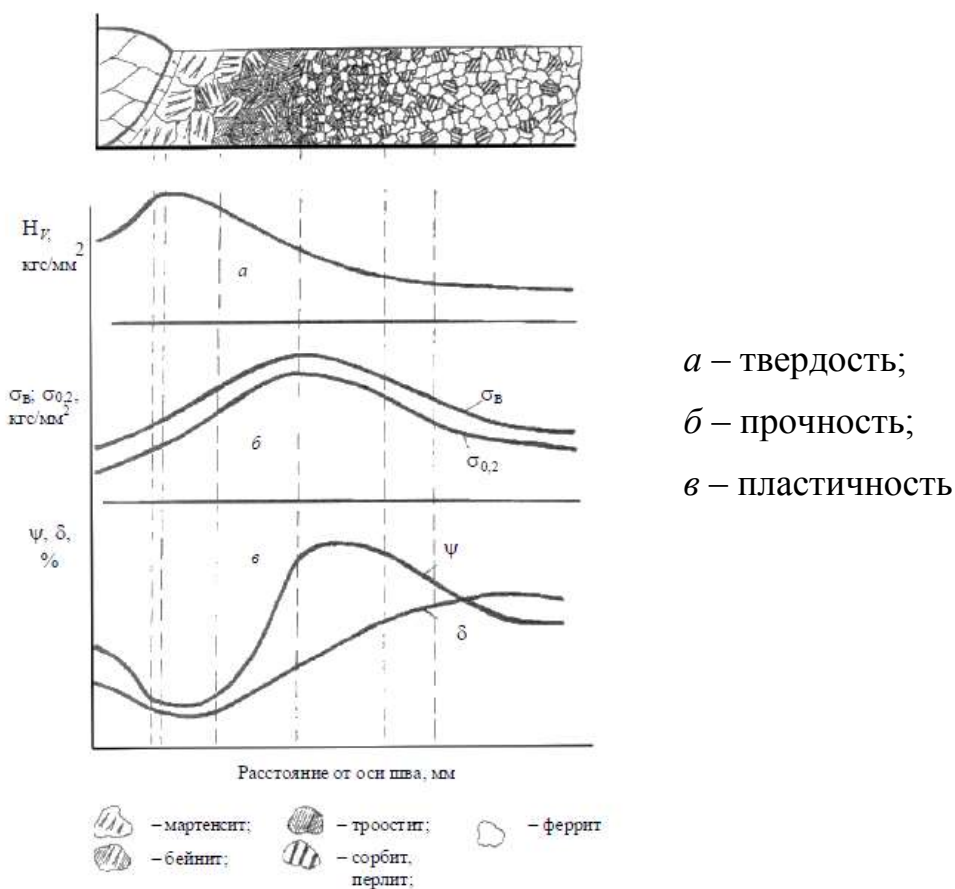 H𝑣,
кгс/мм²
а
σв; σ0,2,
кгс/мм²
σв
б
σ0,2
ψ, δ,
%
в
ψ
δ
Расстояние от оси шва, мм
– мартенсит;
– троостит;
– феррит
– бейнит;
– сорбит,
перлит;
а – твердость;
б – прочность;
в – пластичность